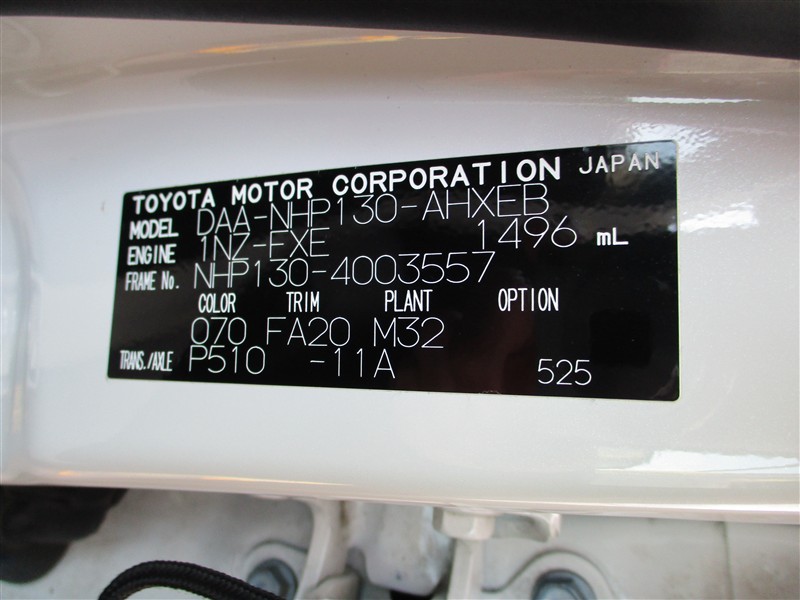 TOYOTA MOTOR CORPORATION JAPAN
MODEL DAA-NHP130-AHXEB
ENGINE 1NZ-FXE 1496 mL
FRAME No. NHP130-4003557
COLOR TRIM PLANT OPTION
070 FA20 M32
TRANS./AXLE P510 -11A 525